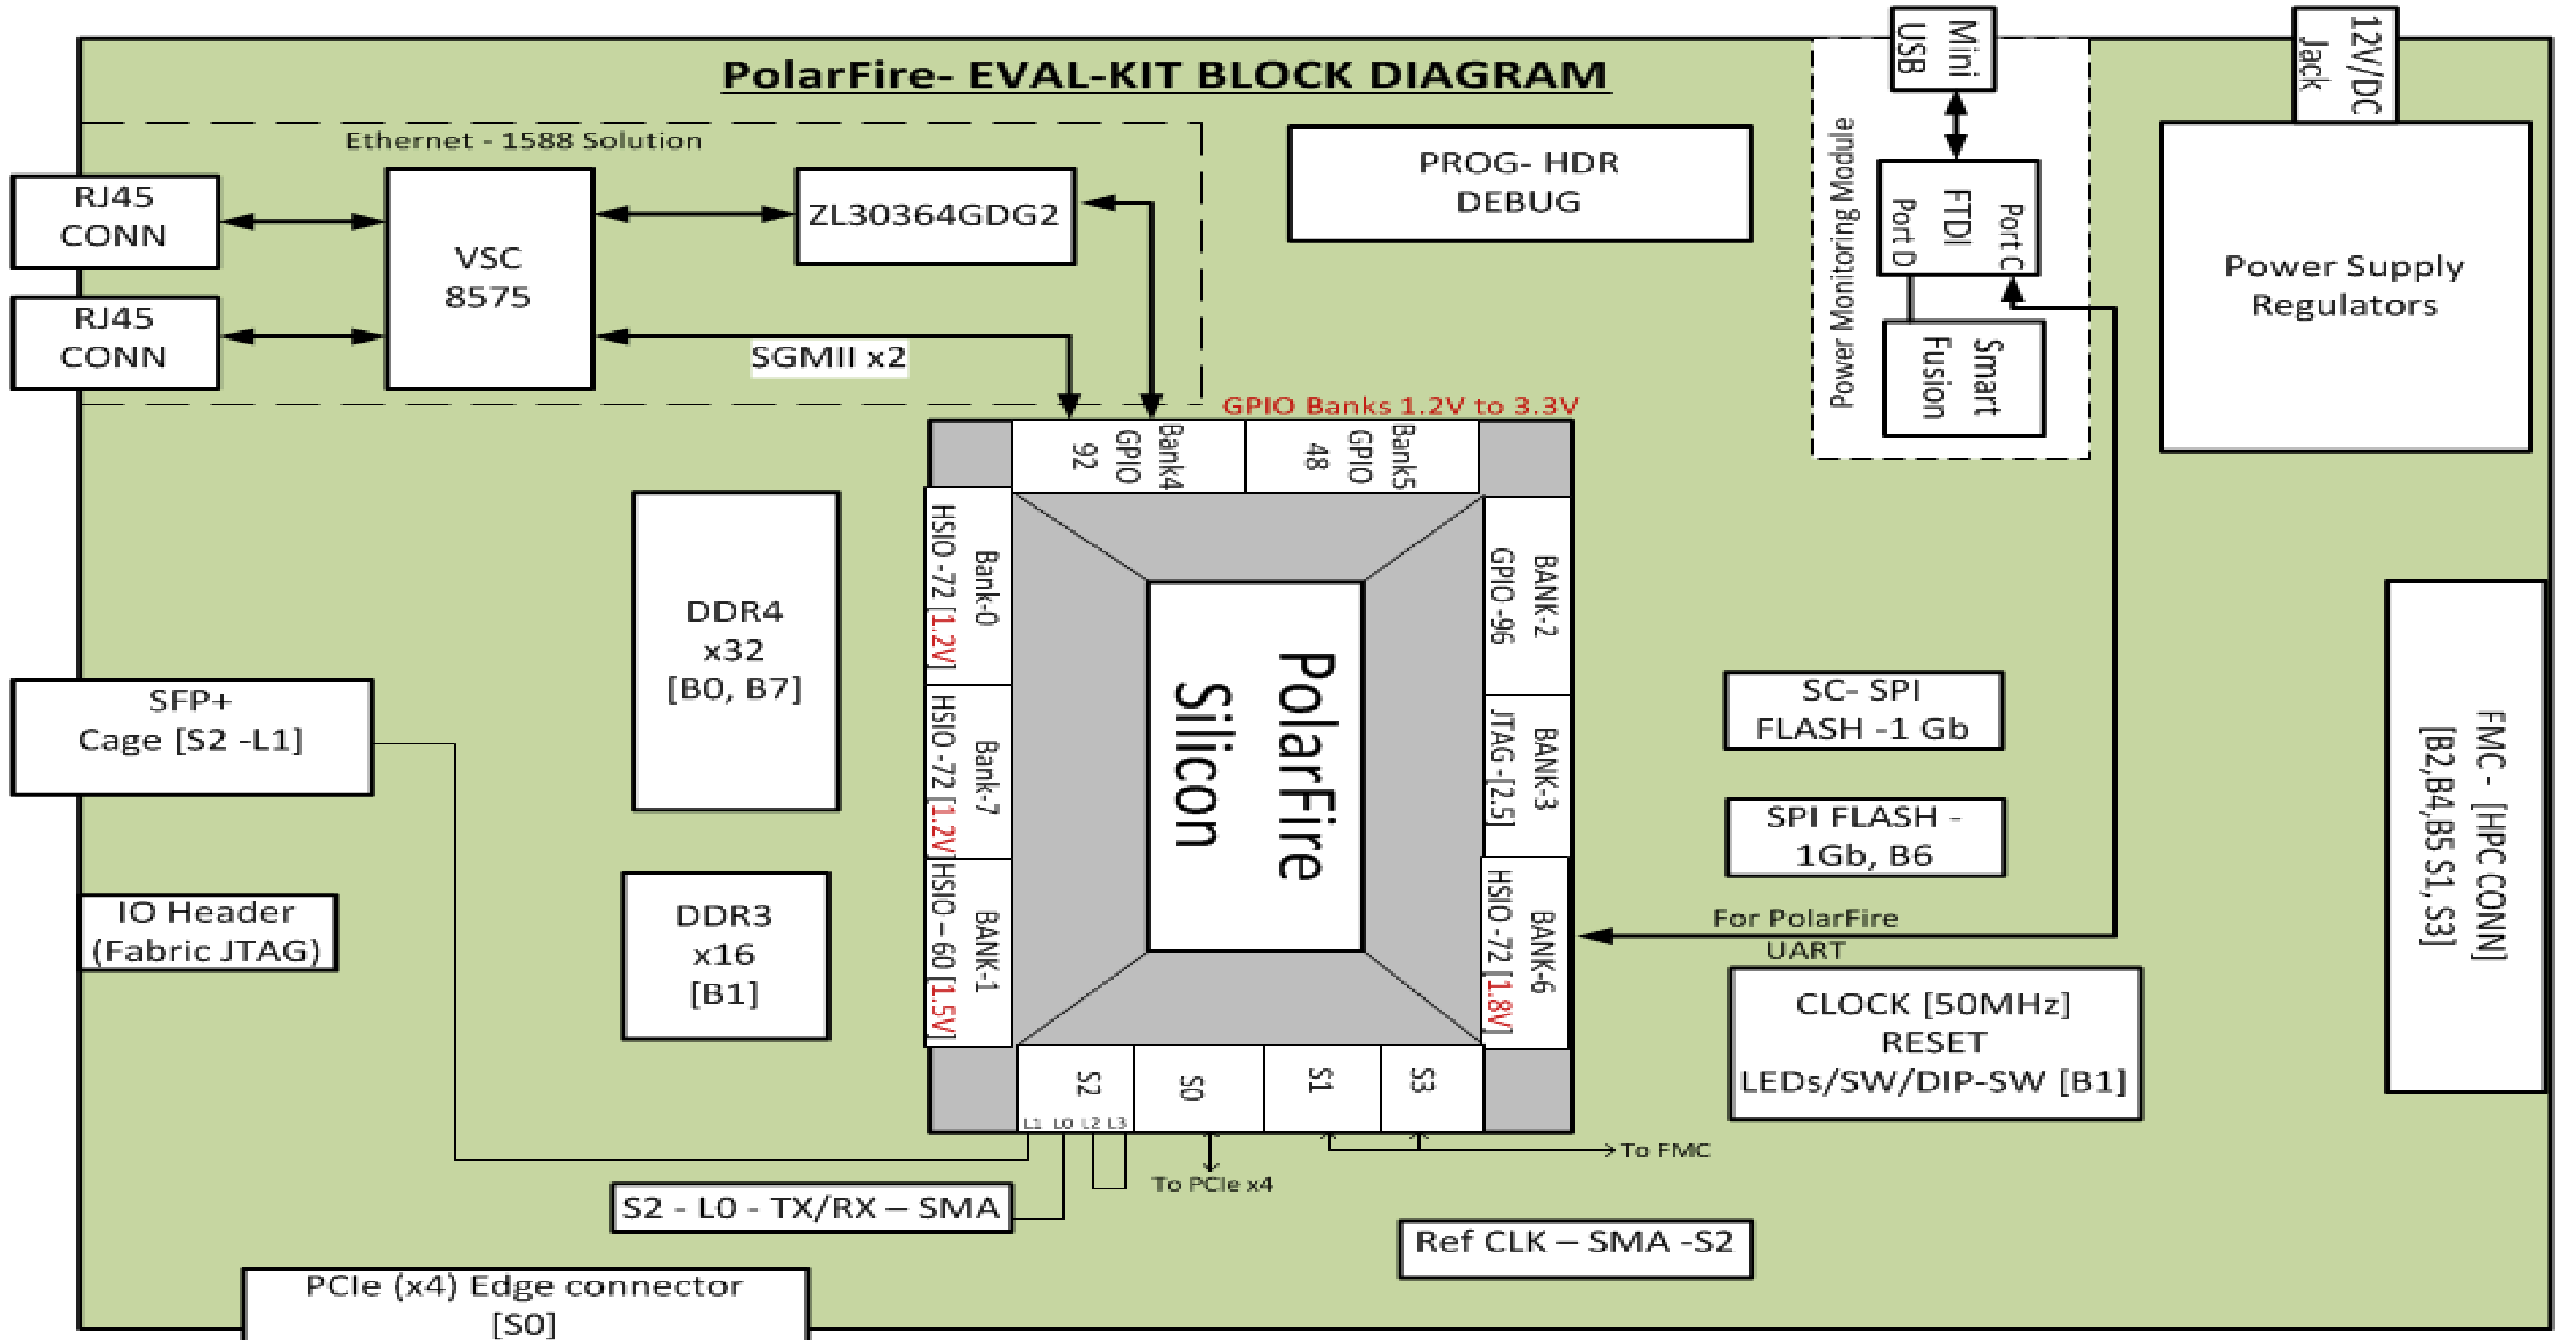 PolarFire- EVAL-KIT BLOCK DIAGRAM
Mini
USB
12V/DC
Jack
Ethernet - 1588 Solution
RJ45
CONN
VSC
8575
ZL30364GDG2
PROG- HDR
DEBUG
Power Monitoring Module
Port C
FTDI
Port D
Power Supply
Regulators
RJ45
CONN
SGMII x2
Smart
Fusion
GPIO Banks 1.2V to 3.3V
Bank4
GPIO
92
Bank5
GPIO
48
Bank-0
HSIO -72 [1.2V]
Bank-7
HSIO -72 [1.2V]
BANK-1
HSIO - 60 [1.5V]
BANK-2
GPIO -96
BANK-3
JTAG -[2.5]
BANK-6
HSIO -72 [1.8V]
PolarFire
Silicon
DDR4
x32
[B0, B7]
SFP+
Cage [S2 -L1]
SC- SPI
FLASH -1 Gb
SPI FLASH -
1Gb, B6
FMC - [HPC CONN]
[B2,B4,B5 S1, S3]
DDR3
x16
[B1]
IO Header
(Fabric JTAG)
For PolarFire
UART
CLOCK [50MHz]
RESET
LEDs/SW/DIP-SW [B1]
S2
S0
S1
S3
L1 L0 L2 L3
To FMC
To PCIe x4
S2 - L0 - TX/RX – SMA
Ref CLK – SMA -S2
PCIe (x4) Edge connector
[S0]